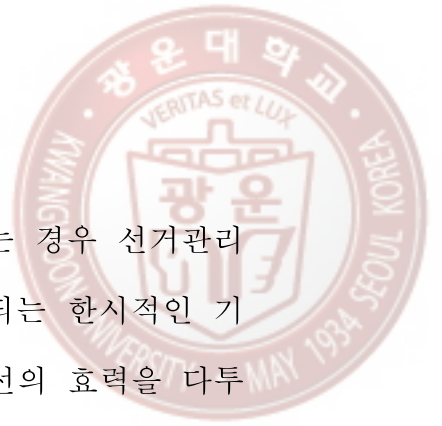 · 광운대학교 ·
VERITAS et LUX
광운
KWANGWOON UNIVERSITY MAY 1934 SEOUL KOREA
는 경우 선거관리
되는 한시적인 기
선의 효력을 다투